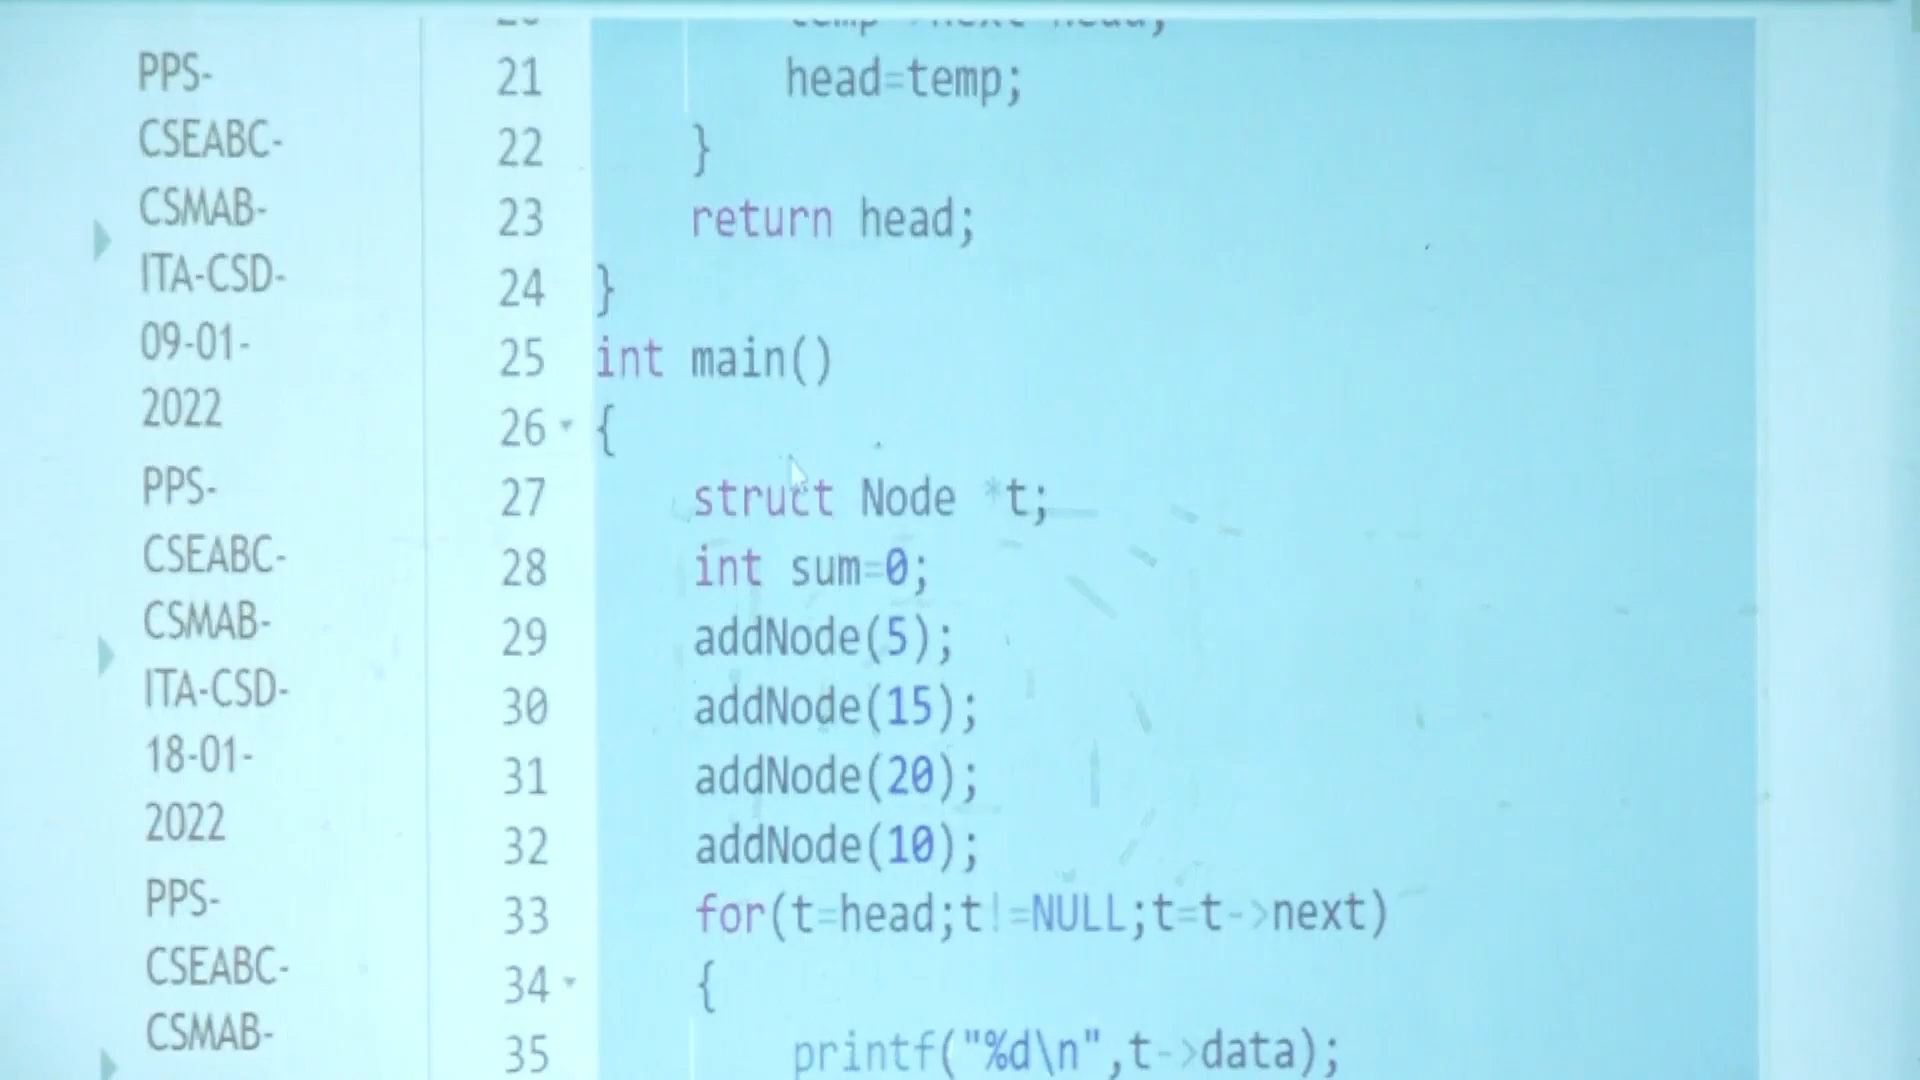 PPS-
CSEABC-
CSMAB-
ITA-CSD-
09-01-
2022
PPS-
CSEABC-
CSMAB-
ITA-CSD-
18-01-
2022
PPS-
CSEABC-
CSMAB-
21 head=temp;
22 }
23 return head;
24 }
25 int main()
26 {
27 struct Node *t;
28 int sum=0;
29 addNode(5);
30 addNode(15);
31 addNode(20);
32 addNode(10);
33 for(t=head;t!=NULL;t=t->next)
34 {
35 printf("%d\n",t->data);